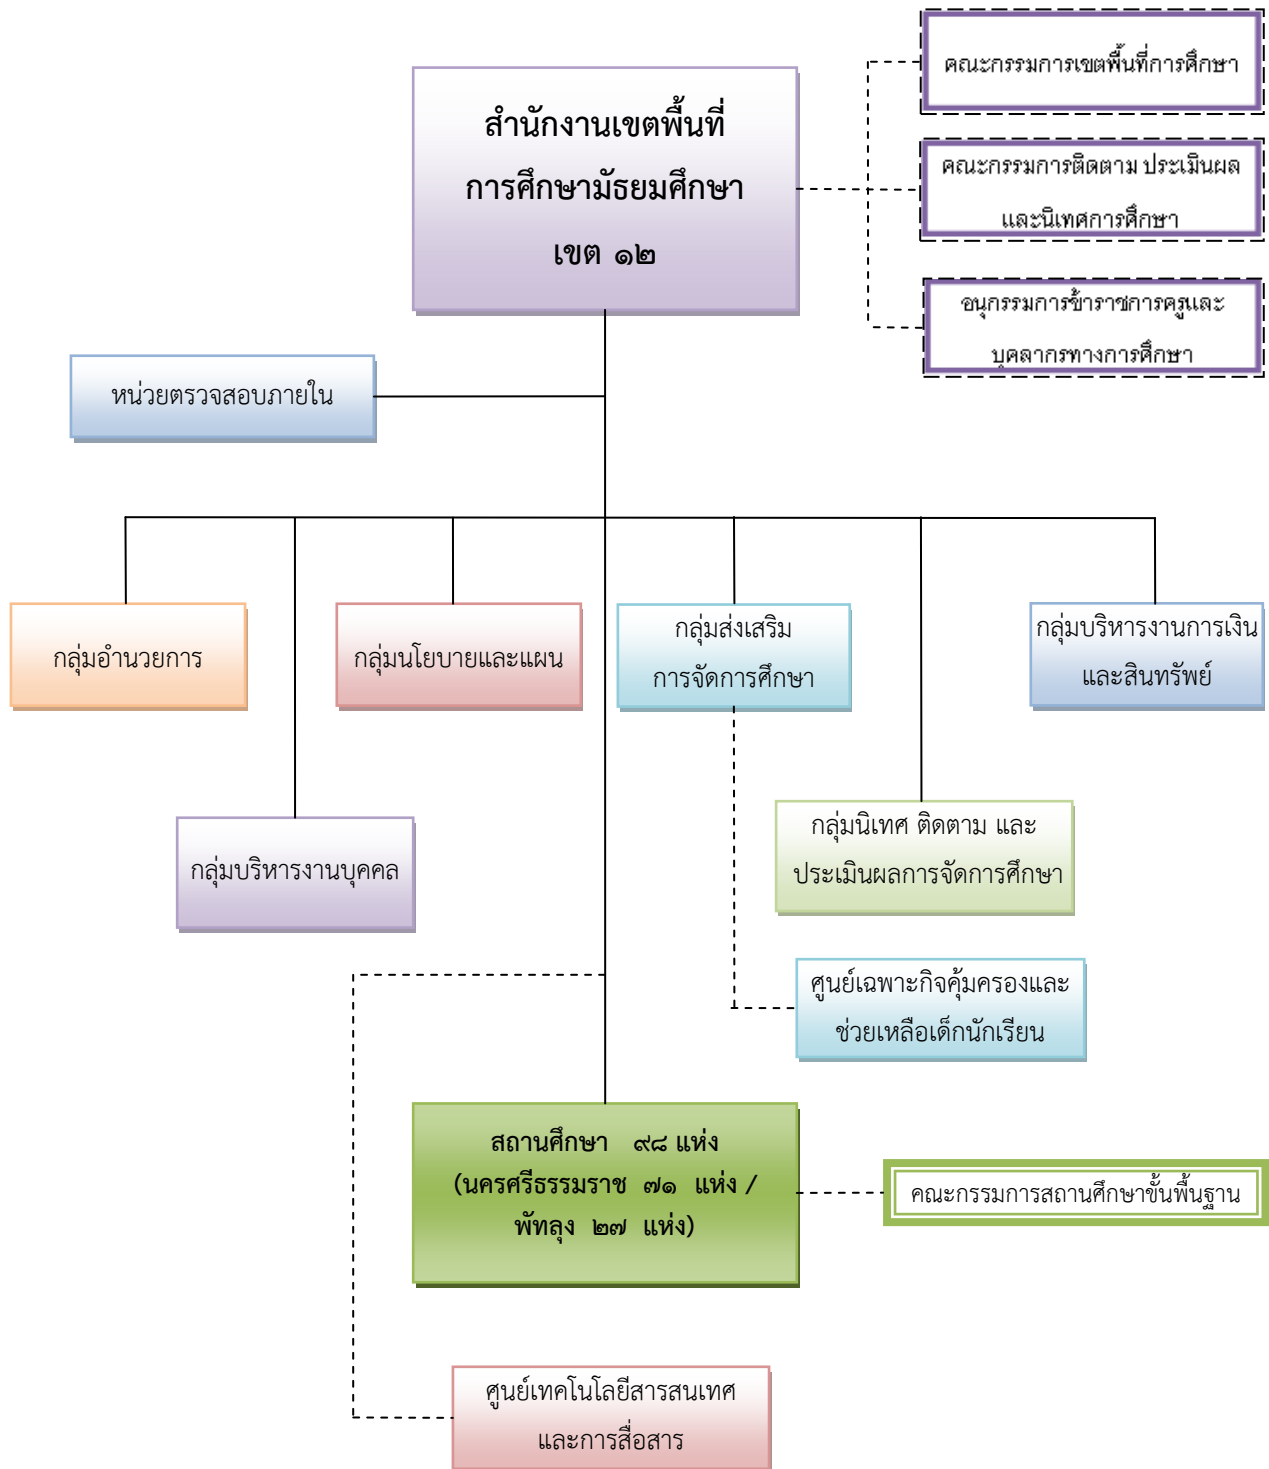 คณะกรรมการเขตพื้นที่การศึกษา
สำนักงานเขตพื้นที่
การศึกษามัธยมศึกษา
เขต ๑๒
คณะกรรมการติดตาม ประเมินผล
และนิเทศการศึกษา
อนุกรรมการข้าราชการครูและ
บุคลากรทางการศึกษา
หน่วยตรวจสอบภายใน
กลุ่มอำนวยการ
กลุ่มนโยบายและแผน
กลุ่มส่งเสริม
การจัดการศึกษา
กลุ่มบริหารงานการเงิน
และสินทรัพย์
กลุ่มบริหารงานบุคคล
กลุ่มนิเทศ ติดตาม และ
ประเมินผลการจัดการศึกษา
ศูนย์เฉพาะกิจคุ้มครองและ
ช่วยเหลือเด็กนักเรียน
สถานศึกษา ๙๘ แห่ง
(นครศรีธรรมราช ๗๑ แห่ง /
พัทลุง ๒๗ แห่ง)
คณะกรรมการสถานศึกษาขั้นพื้นฐาน
ศูนย์เทคโนโลยีสารสนเทศ
และการสื่อสาร